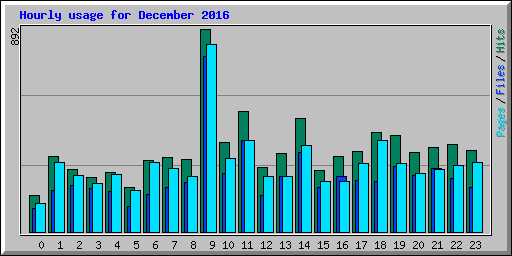 Hourly usage for December 2016
892
Pages/Files/Hits
0 1 2 3 4 5 6 7 8 9 10 11 12 13 14 15 16 17 18 19 20 21 22 23